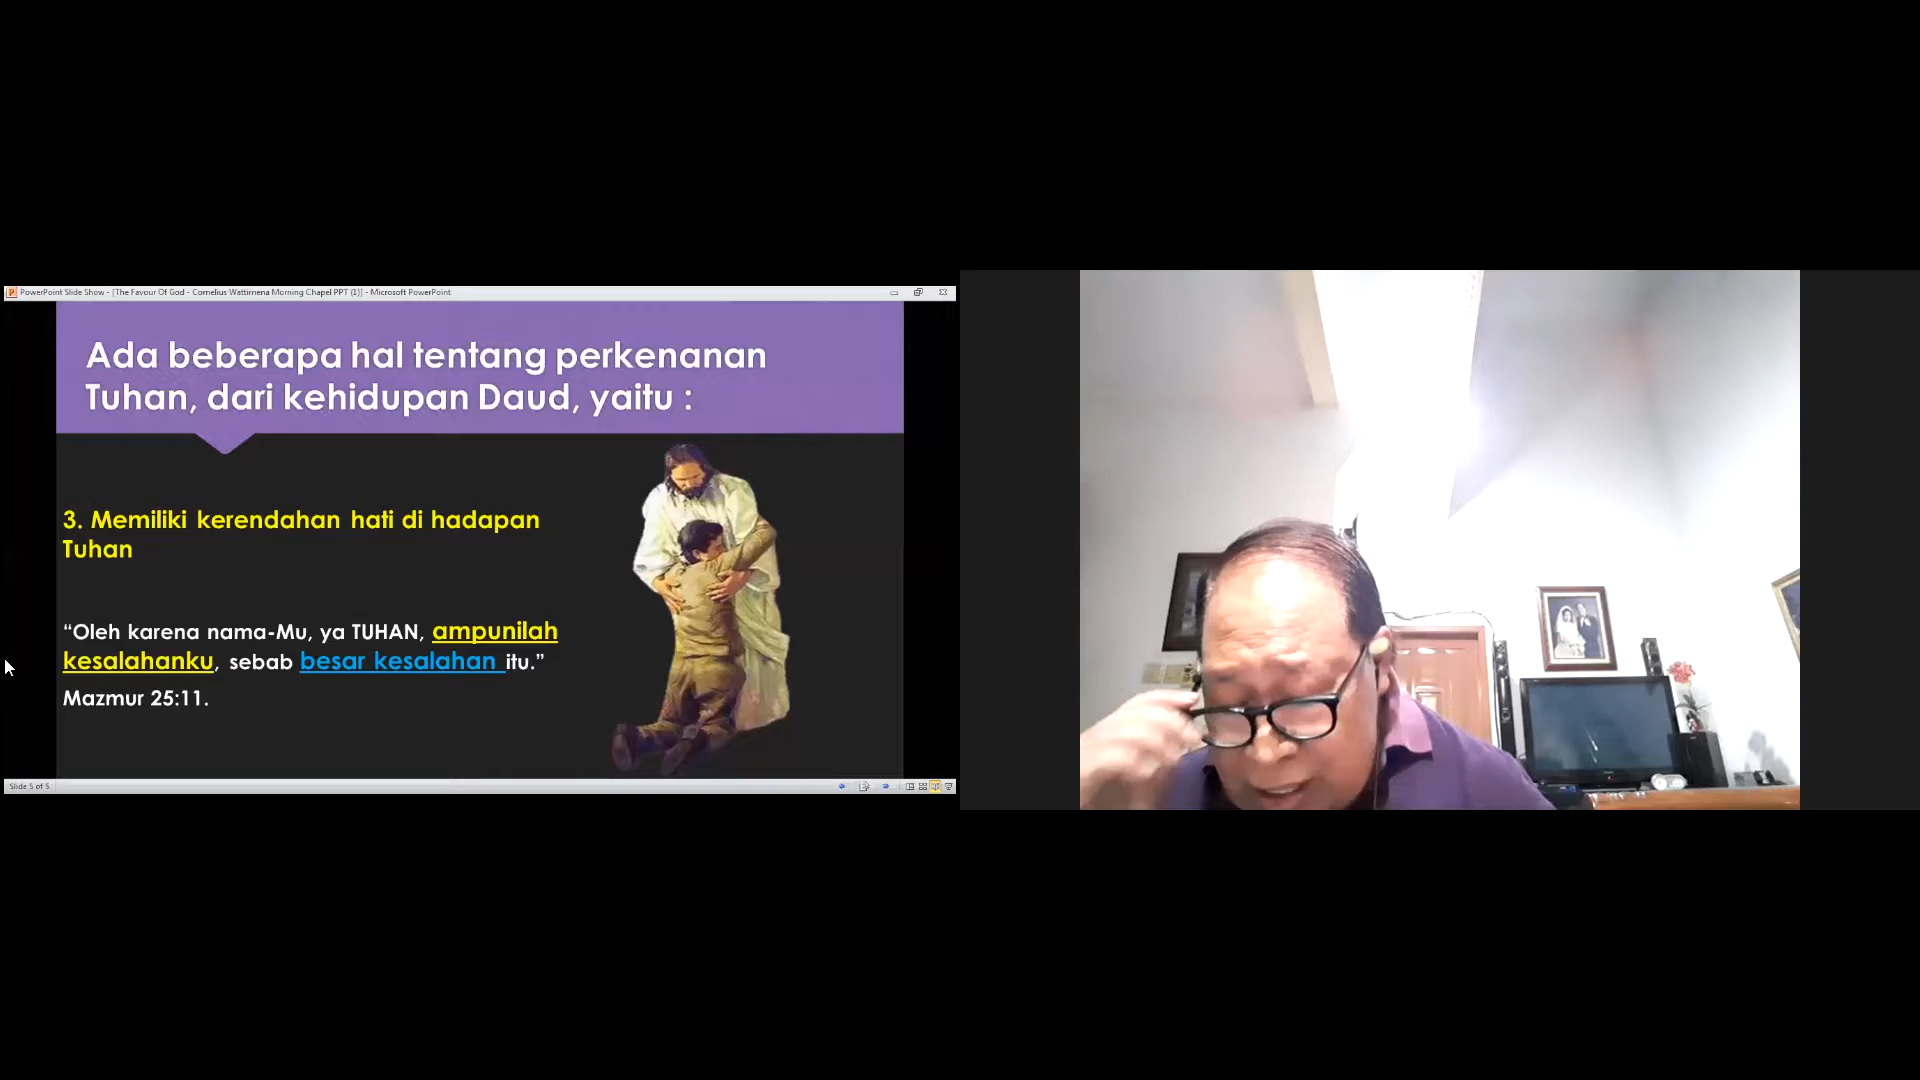 PowerPoint Slide Show - [The Favour Of God - Cornelius Wattimena Morning Chapel PPT (1)] - Microsoft PowerPoint
Ada beberapa hal tentang perkenanan
Tuhan, dari kehidupan Daud, yaitu :
3. Memiliki kerendahan hati di hadapan
Tuhan
“Oleh karena nama-Mu, ya TUHAN, ampunilah
kesalahanku, sebab besar kesalahan itu.”
Mazmur 25:11.
Slide 5 of 5